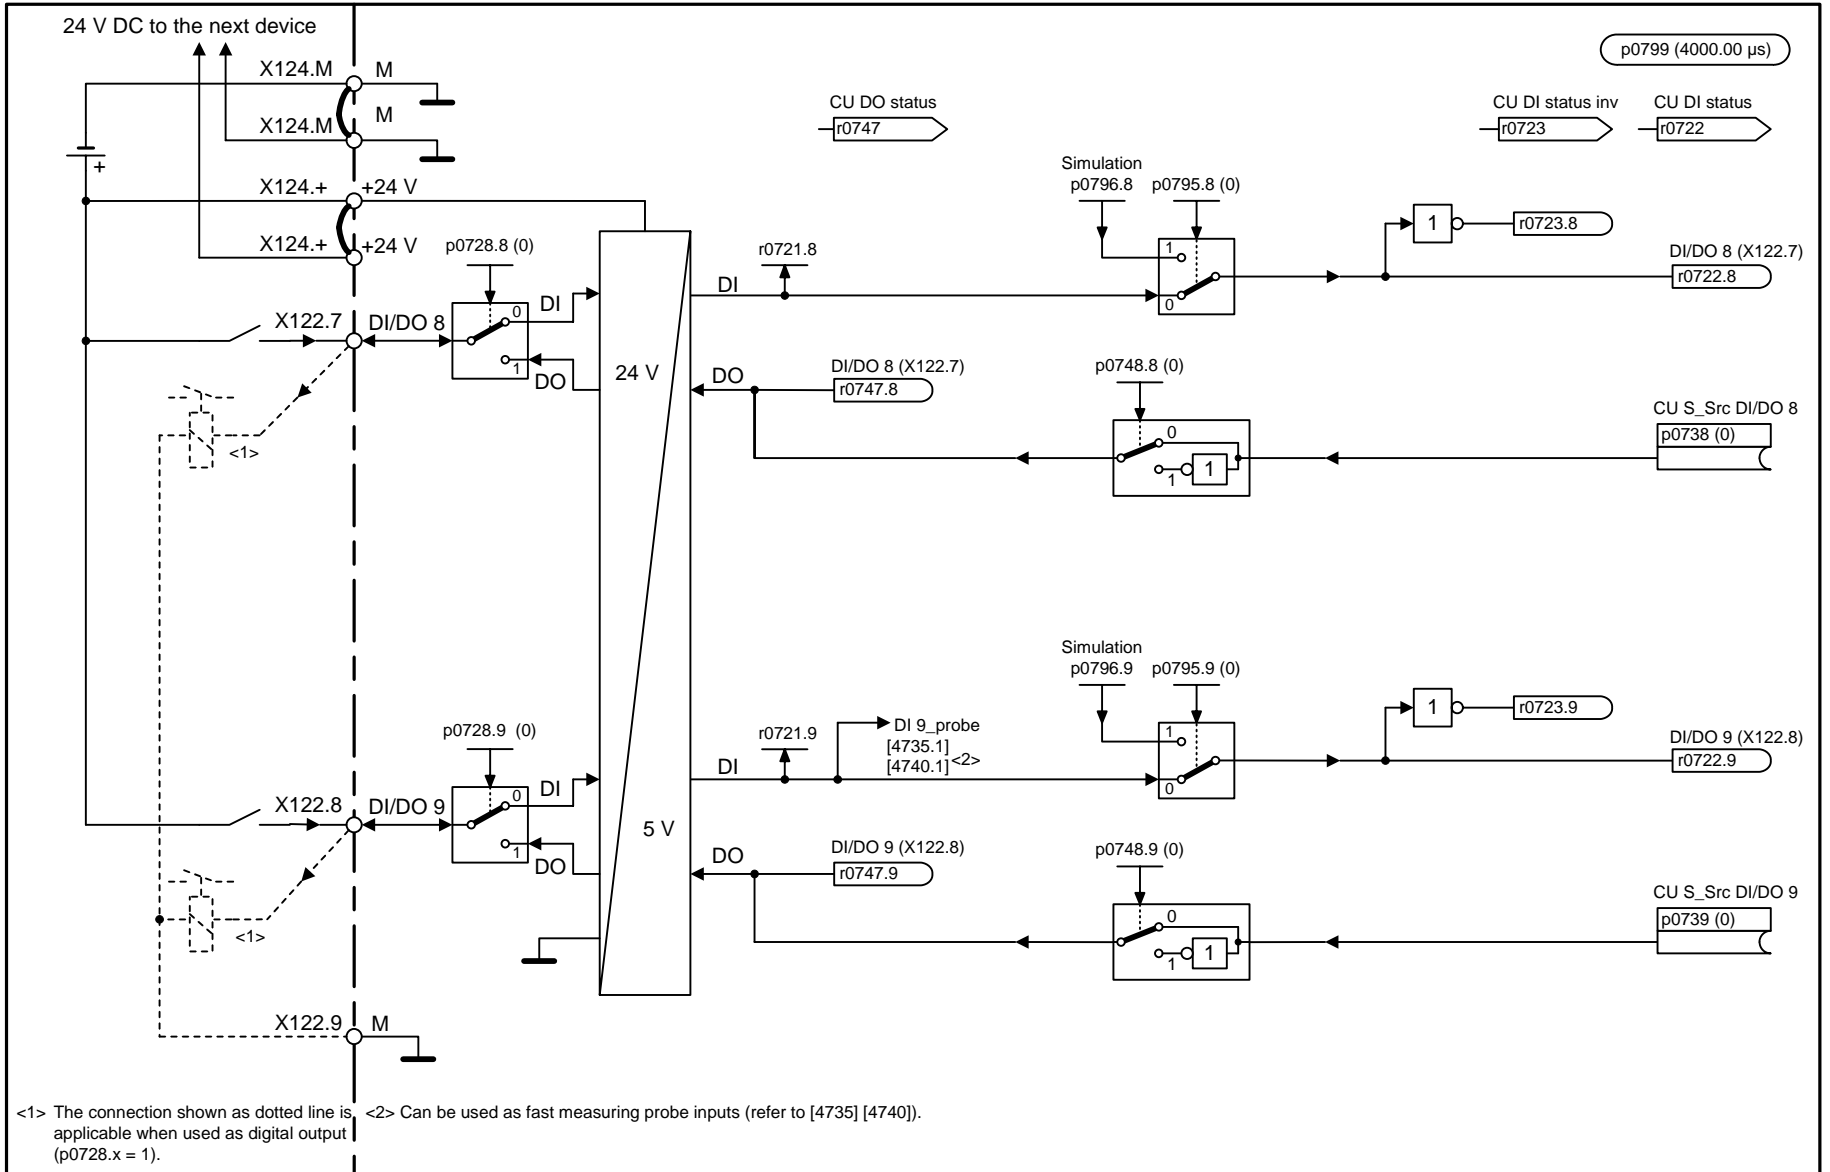 24 V DC to the next device
p0799 (4000.00 µs)
X124.M
M
X124.M
M
CU DO status
r0747
CU DI status inv
r0723
CU DI status
r0722
+
X124.+
+24 V
X124.+
+24 V
Simulation
p0796.8
p0795.8 (0)
1
0
1
r0723.8
DI/DO 8 (X122.7)
r0722.8
p0728.8 (0)
0
1
DI
DO
r0721.8
DI
X122.7
DI/DO 8
24 V
DO
DI/DO 8 (X122.7)
r0747.8
p0748.8 (0)
0
1
1
CU S_Src DI/DO 8
p0738 (0)
<1>
Simulation
p0796.9
p0795.9 (0)
1
0
1
r0723.9
DI/DO 9 (X122.8)
r0722.9
p0728.9 (0)
0
1
DI
DO
r0721.9
DI
DI 9_probe
[4735.1]
[4740.1] <2>
X122.8
DI/DO 9
5 V
DO
DI/DO 9 (X122.8)
r0747.9
p0748.9 (0)
0
1
1
CU S_Src DI/DO 9
p0739 (0)
<1>
X122.9
M
<1> The connection shown as dotted line is
applicable when used as digital output
(p0728.x = 1).
<2> Can be used as fast measuring probe inputs (refer to [4735] [4740]).